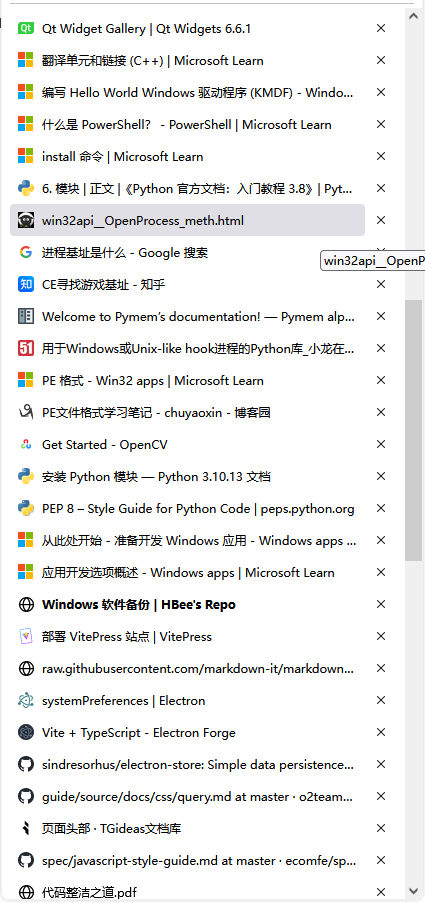 Qt Widget Gallery | Qt Widgets 6.6.1
翻译单元和链接 (C++) | Microsoft Learn
编写 Hello World Windows 驱动程序 (KMDF) - Windo...
什么是 PowerShell？ - PowerShell | Microsoft Learn
install 命令 | Microsoft Learn
6. 模块 | 正文 | 《Python 官方文档：入门教程 3.8》 | Pyt...
win32api__OpenProcess_meth.html
进程基址是什么 - Google 搜索
win32api__OpenP
CE寻找游戏基址 - 知乎
Welcome to Pymem’s documentation! — Pymem alp...
用于Windows或Unix-like hook进程的Python库_小龙在...
PE 格式 - Win32 apps | Microsoft Learn
PE文件格式学习笔记 - chuyaoxin - 博客园
Get Started - OpenCV
安装 Python 模块 — Python 3.10.13 文档
PEP 8 – Style Guide for Python Code | peps.python.org
从此处开始 - 准备开发 Windows 应用 - Windows apps ...
应用开发选项概述 - Windows apps | Microsoft Learn
Windows 软件备份 | HBee's Repo
部署 VitePress 站点 | VitePress
raw.githubusercontent.com/markdown-it/markdown...
systemPreferences | Electron
Vite + TypeScript - Electron Forge
sindresorhus/electron-store: Simple data persistence...
guide/source/docs/css/query.md at master · o2team...
页面头部 · TGideas文档库
spec/javascript-style-guide.md at master · ecomfe/sp...
代码整洁之道.pdf